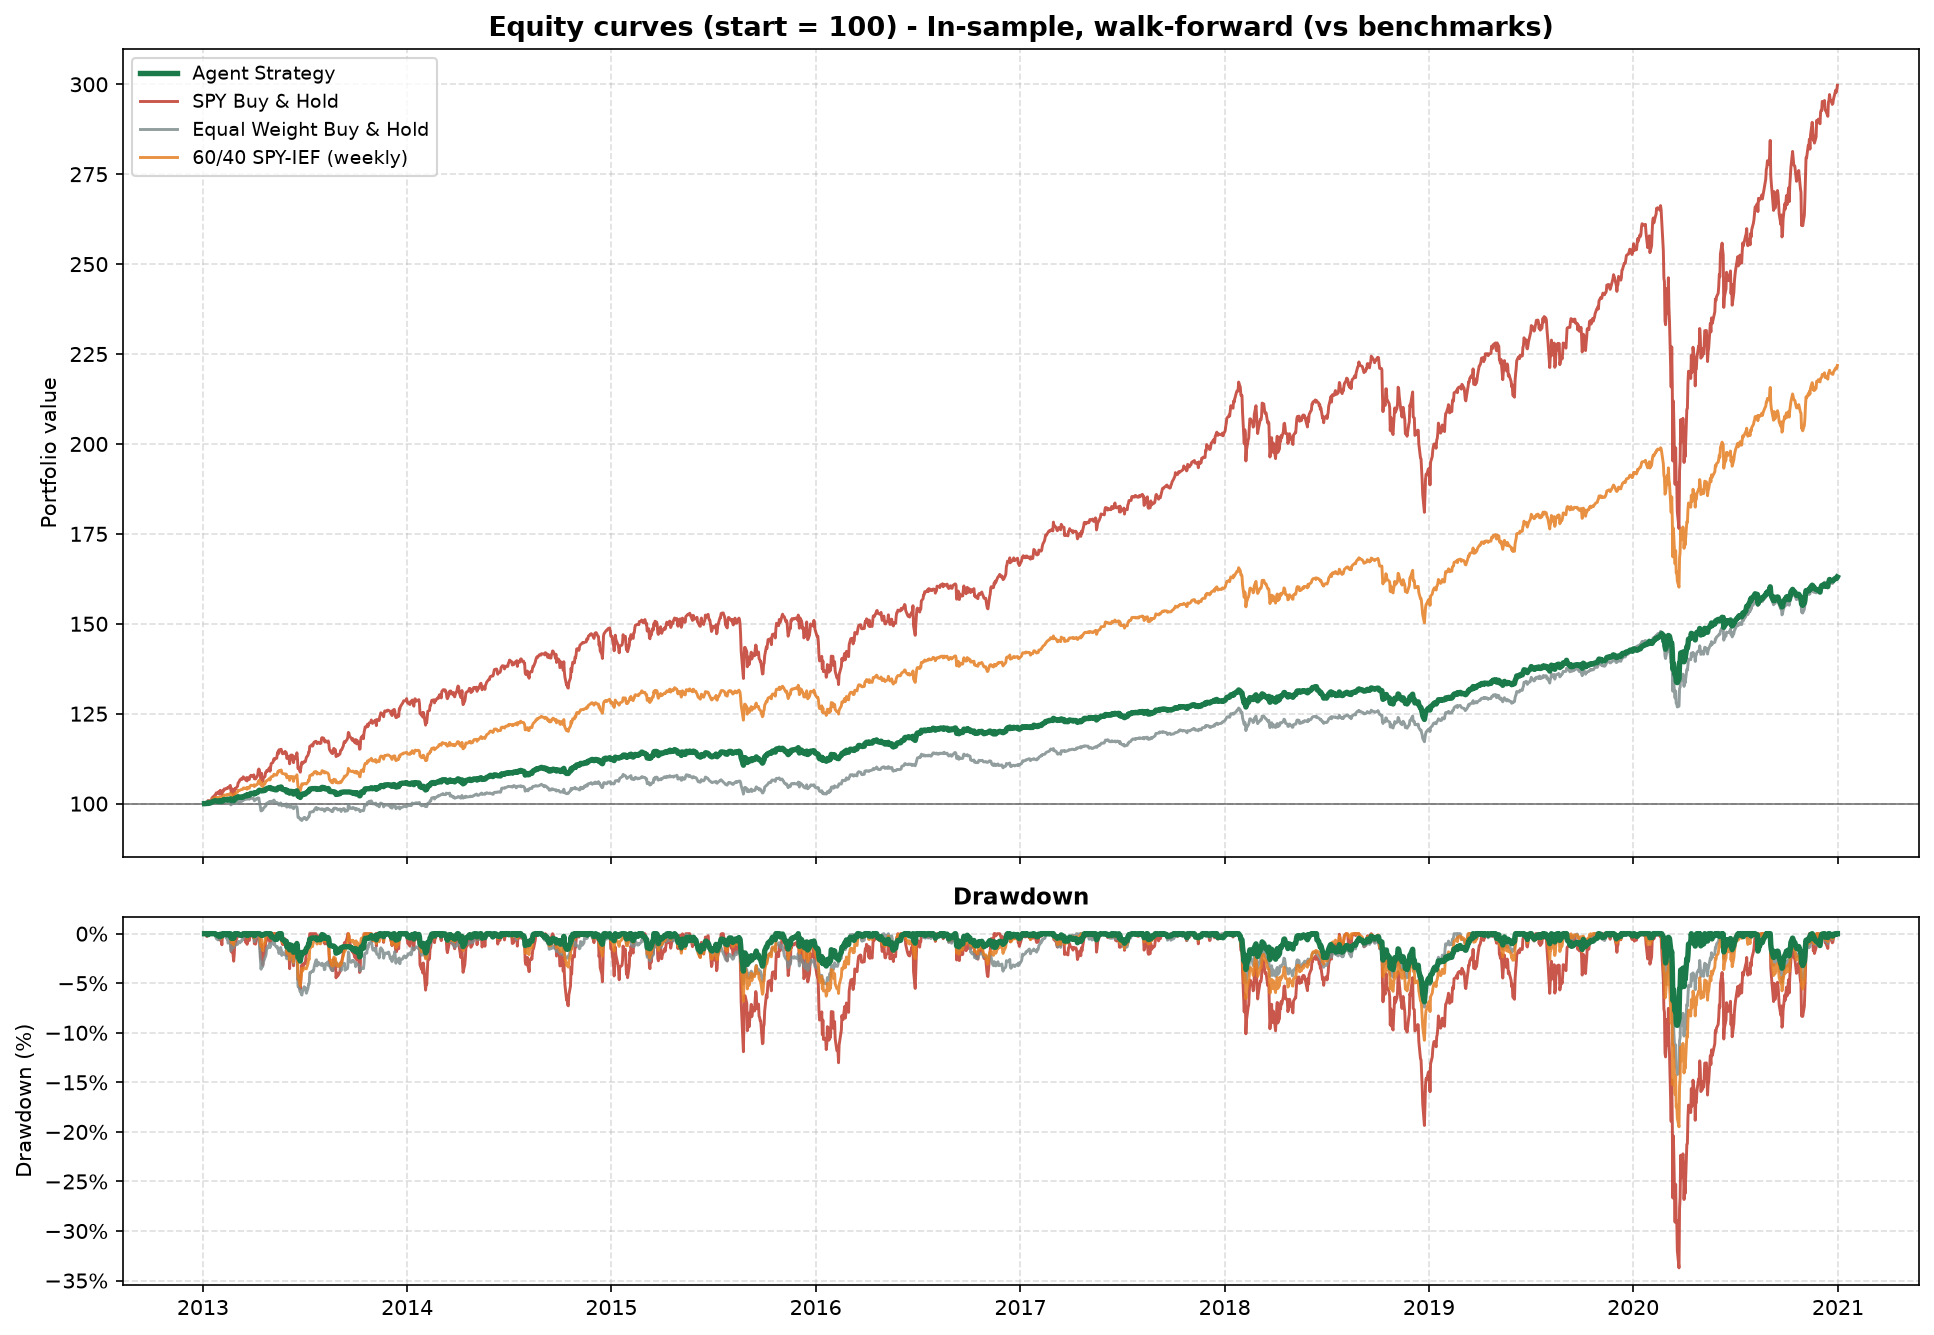 Equity curves (start = 100) - In-sample, walk-forward (vs benchmarks)
Agent Strategy
SPY Buy & Hold
Equal Weight Buy & Hold
60/40 SPY-IEF (weekly)
Portfolio value
300
275
250
225
200
175
150
125
100
Drawdown
Drawdown (%)
0%
−5%
−10%
−15%
−20%
−25%
−30%
−35%
2013 2014 2015 2016 2017 2018 2019 2020 2021